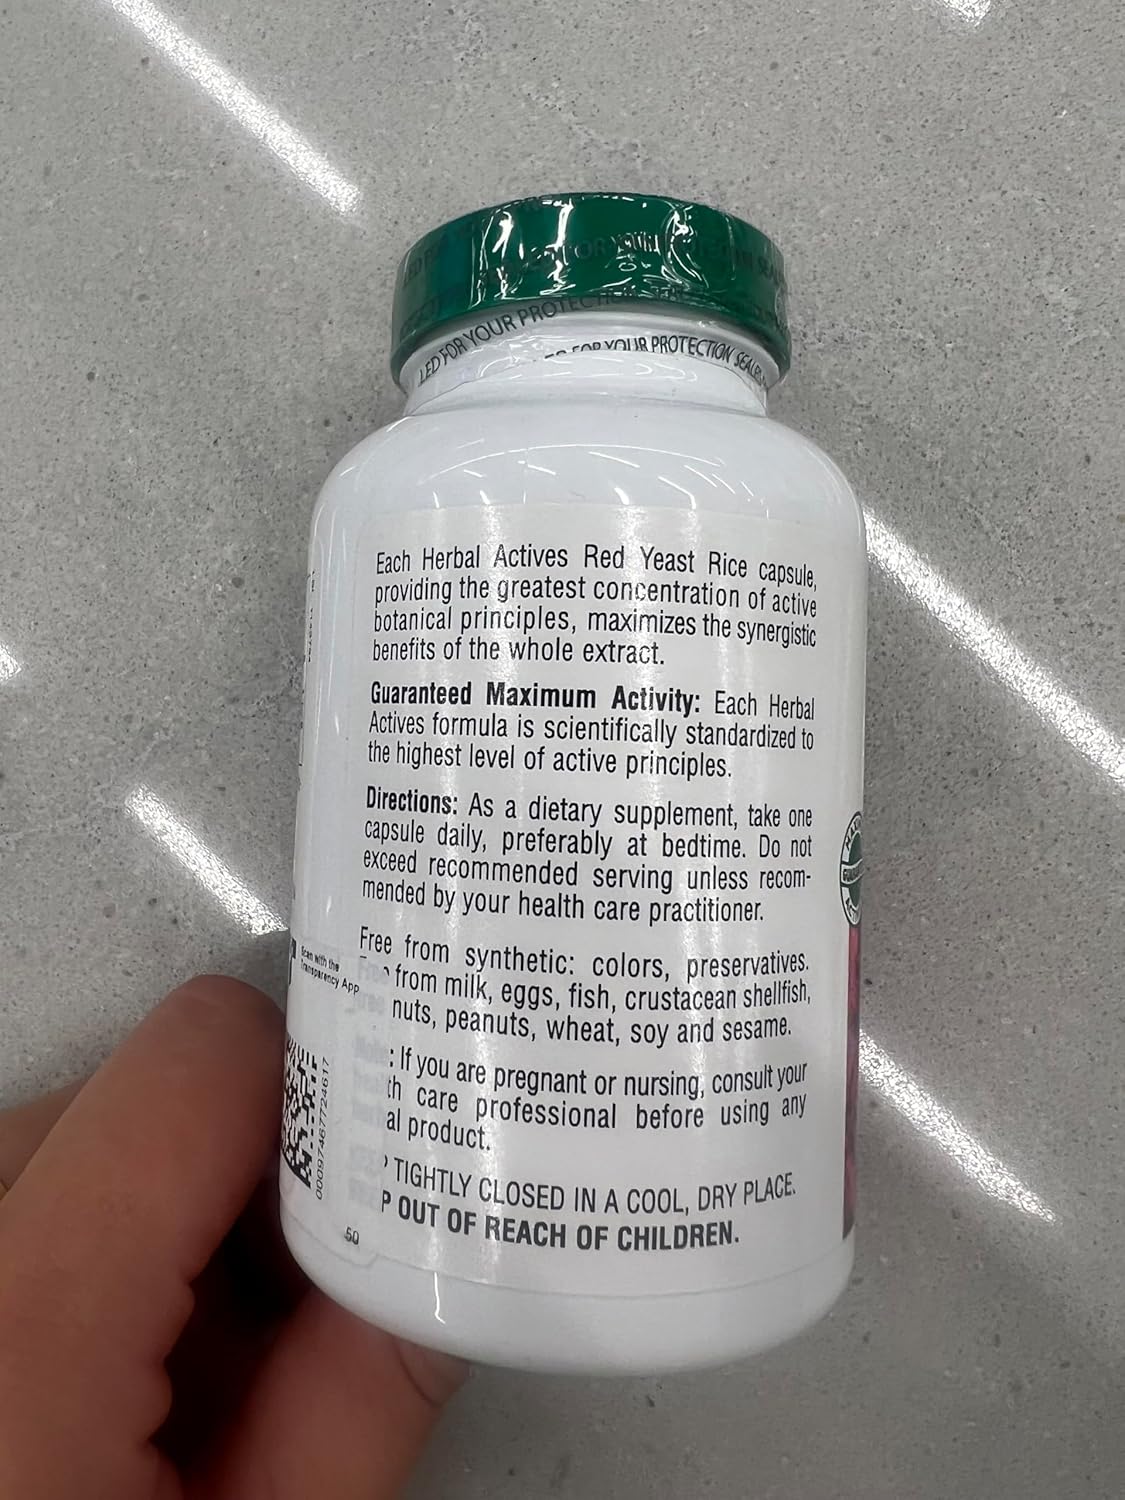 LED FOR YOUR PROTECTION
FOR YOUR PROTECTION SEALED
Each Herbal Actives Red Yeast Rice capsule,
providing the greatest concentration of active
botanical principles, maximizes the synergistic
benefits of the whole extract.
Guaranteed Maximum Activity: Each Herbal
Actives formula is scientifically standardized to
the highest level of active principles.
Directions: As a dietary supplement, take one
capsule daily, preferably at bedtime. Do not
exceed recommended serving unless recom-
mended by your health care practitioner.
Free from synthetic: colors, preservatives.
Free from milk, eggs, fish, crustacean shellfish,
nuts, peanuts, wheat, soy and sesame.
: If you are pregnant or nursing, consult your
th care professional before using any
al product.
P TIGHTLY CLOSED IN A COOL, DRY PLACE.
P OUT OF REACH OF CHILDREN.
Scan with the
Transparency App
000974677724617
50